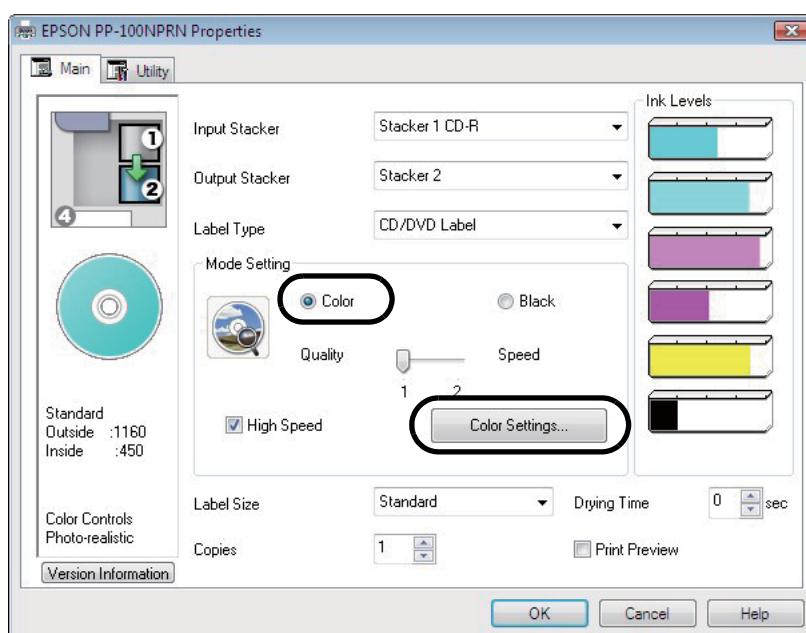 EPSON PP-100NPRN Properties
Main
Utility
1
2
4
Standard
Outside :1160
Inside :450
Color Controls
Photo-realistic
Version Information
Input Stacker
Stacker 1 CD-R
Output Stacker
Stacker 2
Label Type
CD/DVD Label
Mode Setting
Color
Black
Quality
Speed
1 2
High Speed
Color Settings...
Label Size
Standard
Drying Time
0
sec
Copies
1
Print Preview
Ink Levels
OK
Cancel
Help